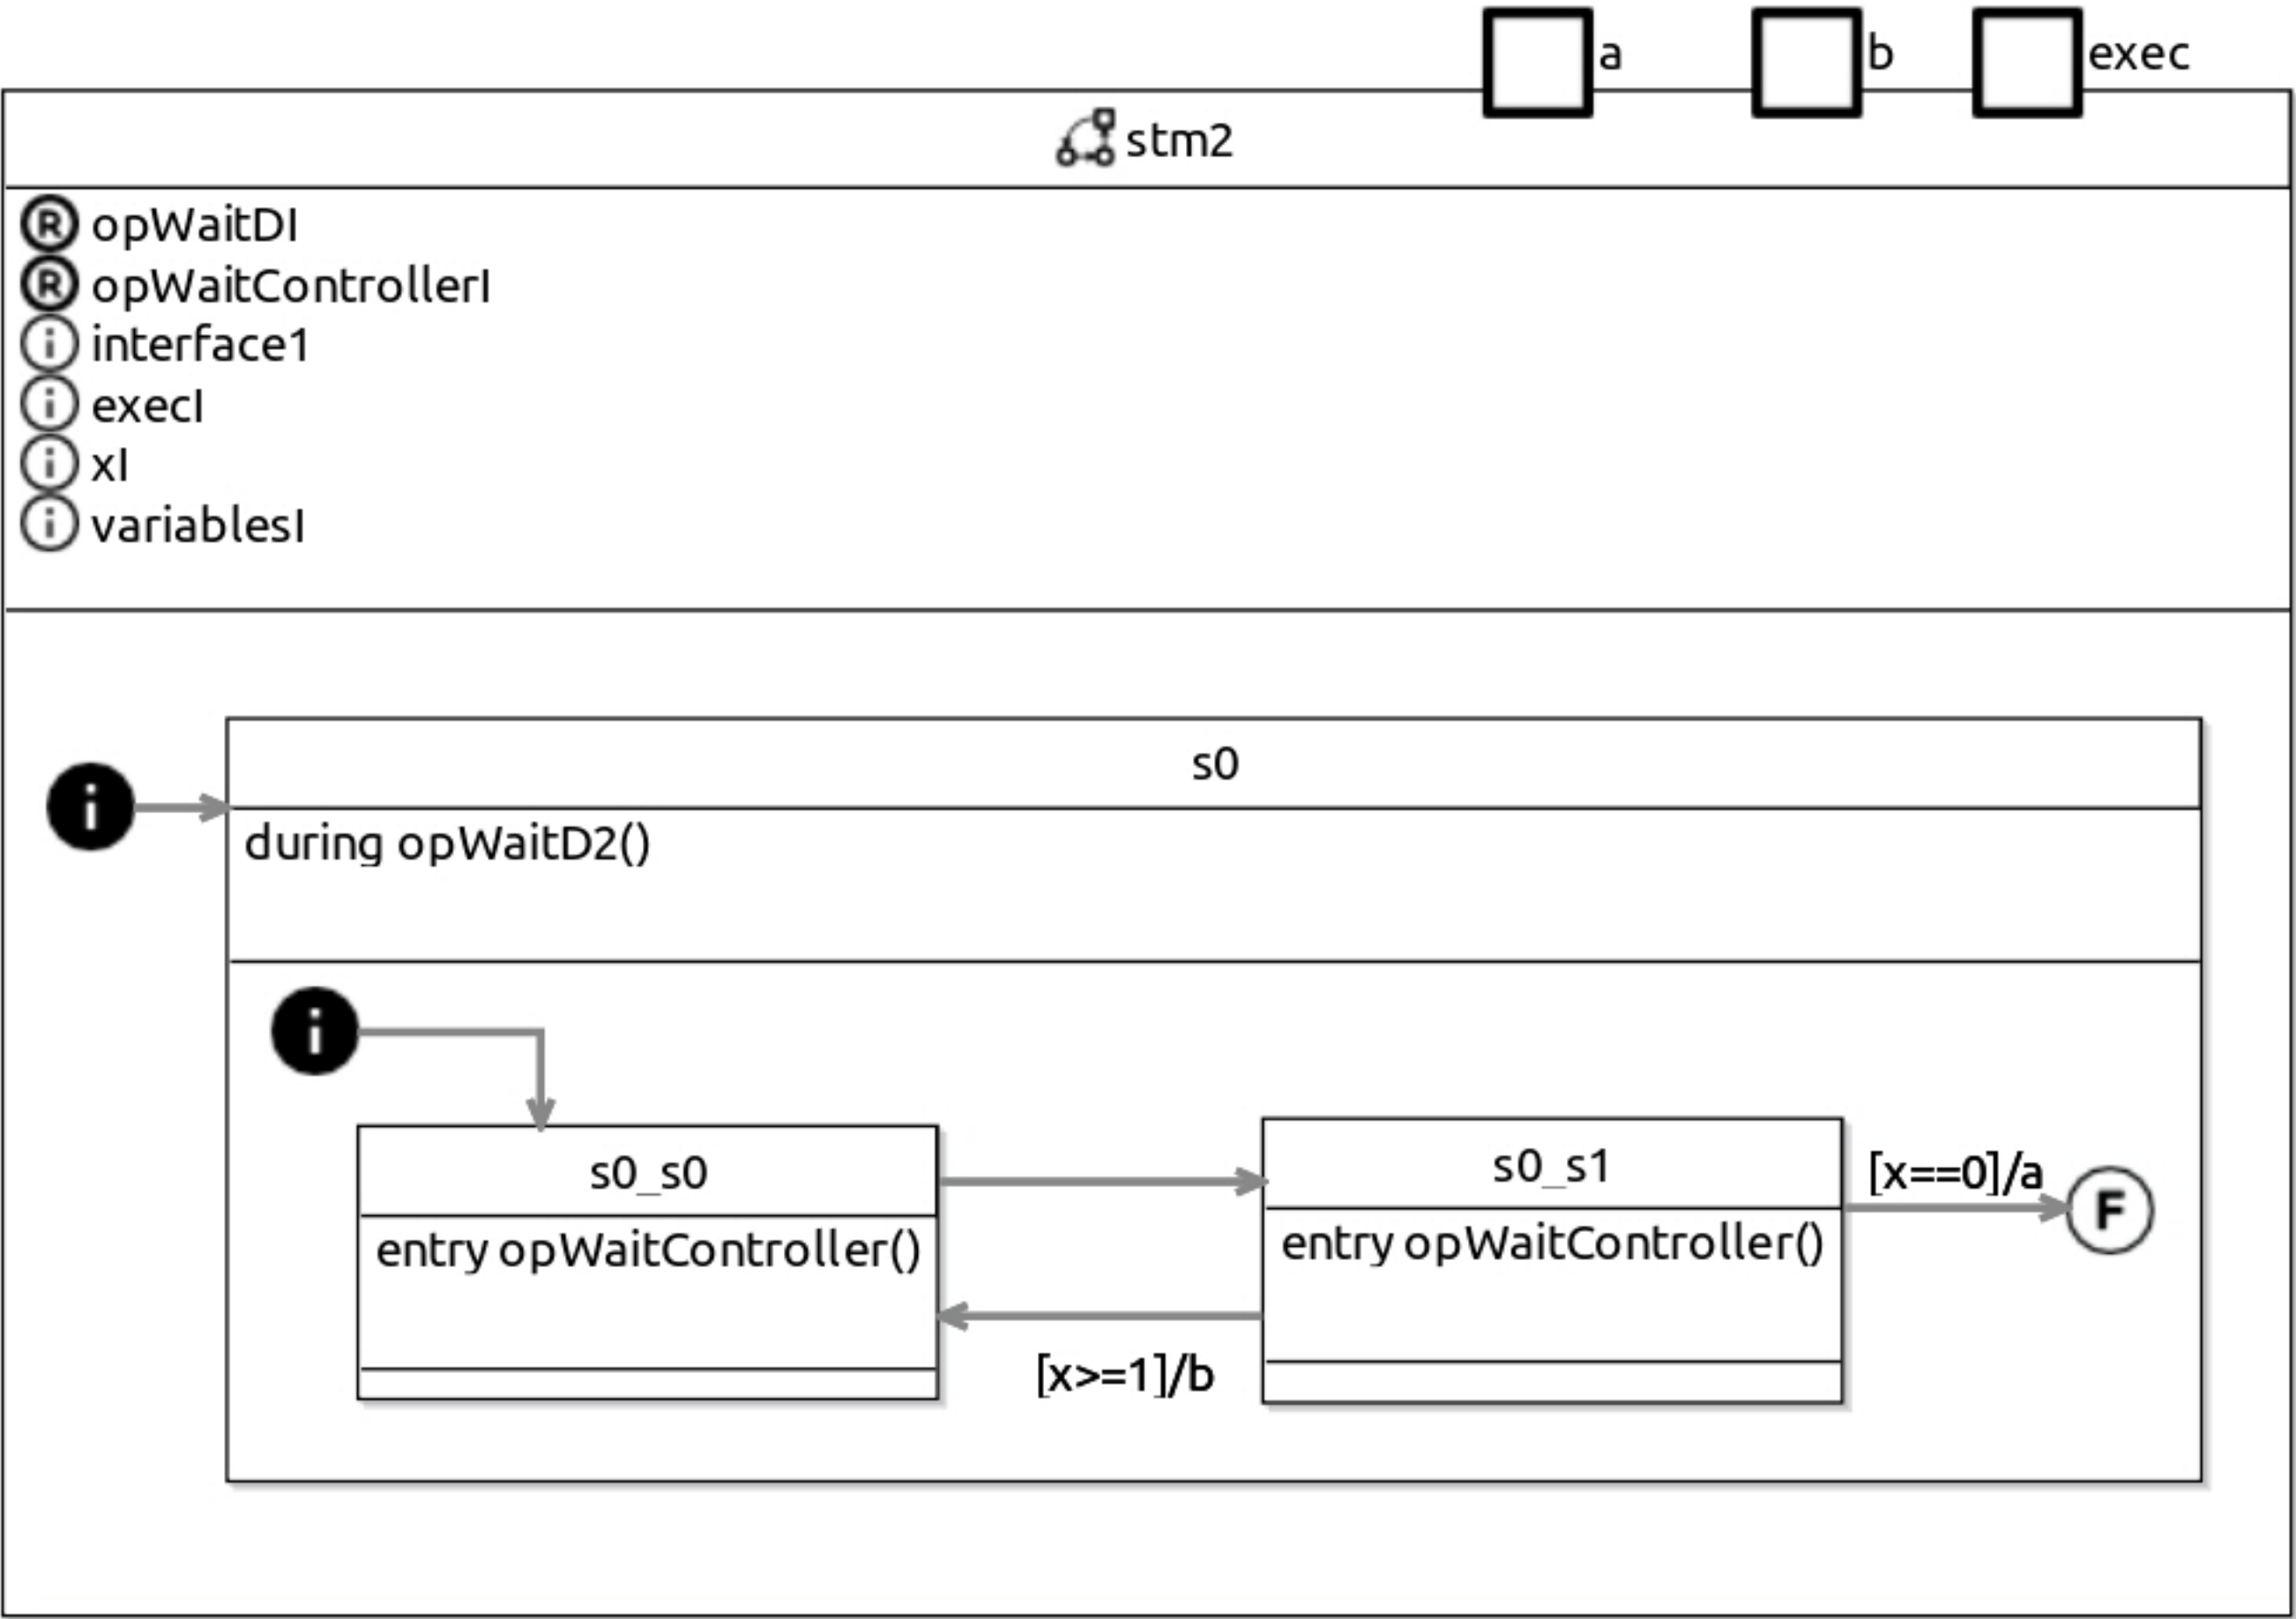 a
b
exec
stm2
R opWaitDI
R opWaitControllerI
i interface1
i execI
i xI
i variablesI
s0
i
during opWaitD2()
i
s0_s0
s0_s1
[x==0]/a
F
entry opWaitController()
entry opWaitController()
[x>=1]/b